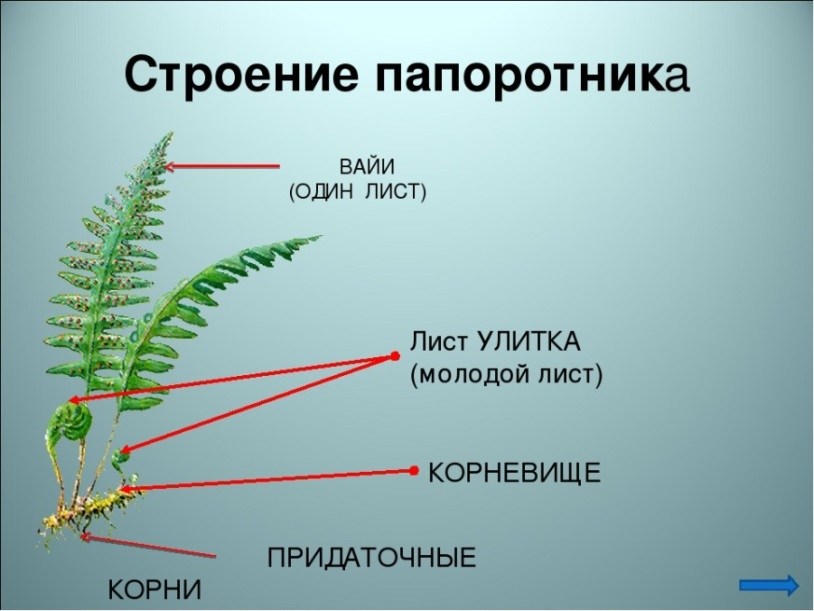 Строение папоротника
ВАЙИ
(ОДИН ЛИСТ)
Лист УЛИТКА
(молодой лист)
КОРНЕВИЩЕ
ПРИДАТОЧНЫЕ
КОРНИ